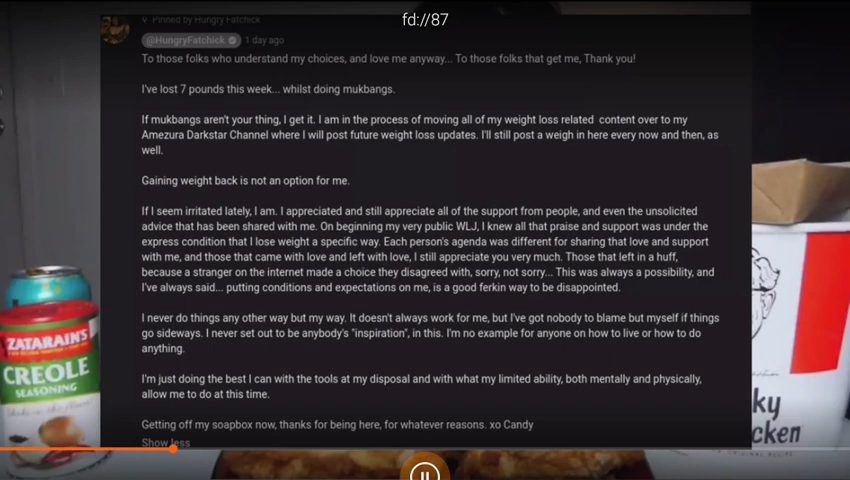 fd://87
Pinned by Hungry Fatchick
@HungryFatchick 1 day ago
To those folks who understand my choices, and love me anyway... To those folks that get me, Thank you!
I've lost 7 pounds this week... whilst doing mukbangs.
If mukbangs aren't your thing, I get it. I am in the process of moving all of my weight loss related content over to my
Amezura Darkstar Channel where I will post future weight loss updates. I'll still post a weigh in here every now and then, as
well.
Gaining weight back is not an option for me.
If I seem irritated lately, I am. I appreciated and still appreciate all of the support from people, and even the unsolicited
advice that has been shared with me. On beginning my very public WLJ, I knew all that praise and support was under the
express condition that I lose weight a specific way. Each person's agenda was different for sharing that love and support
with me, and those that came with love and left with love, I still appreciate you very much. Those that left in a huff,
because a stranger on the internet made a choice they disagreed with, sorry, not sorry... This was always a possibility, and
I've always said... putting conditions and expectations on me, is a good ferkin way to be disappointed.
I never do things any other way but my way. It doesn't always work for me, but I've got nobody to blame but myself if things
go sideways. I never set out to be anybody's "inspiration", in this. I'm no example for anyone on how to live or how to do
anything.
I'm just doing the best I can with the tools at my disposal and with what my limited ability, both mentally and physically,
allow me to do at this time.
Getting off my soapbox now, thanks for being here, for whatever reasons. xo Candy
Show less
ZATARAIN'S
CREOLE
SEASONING
ky
cken